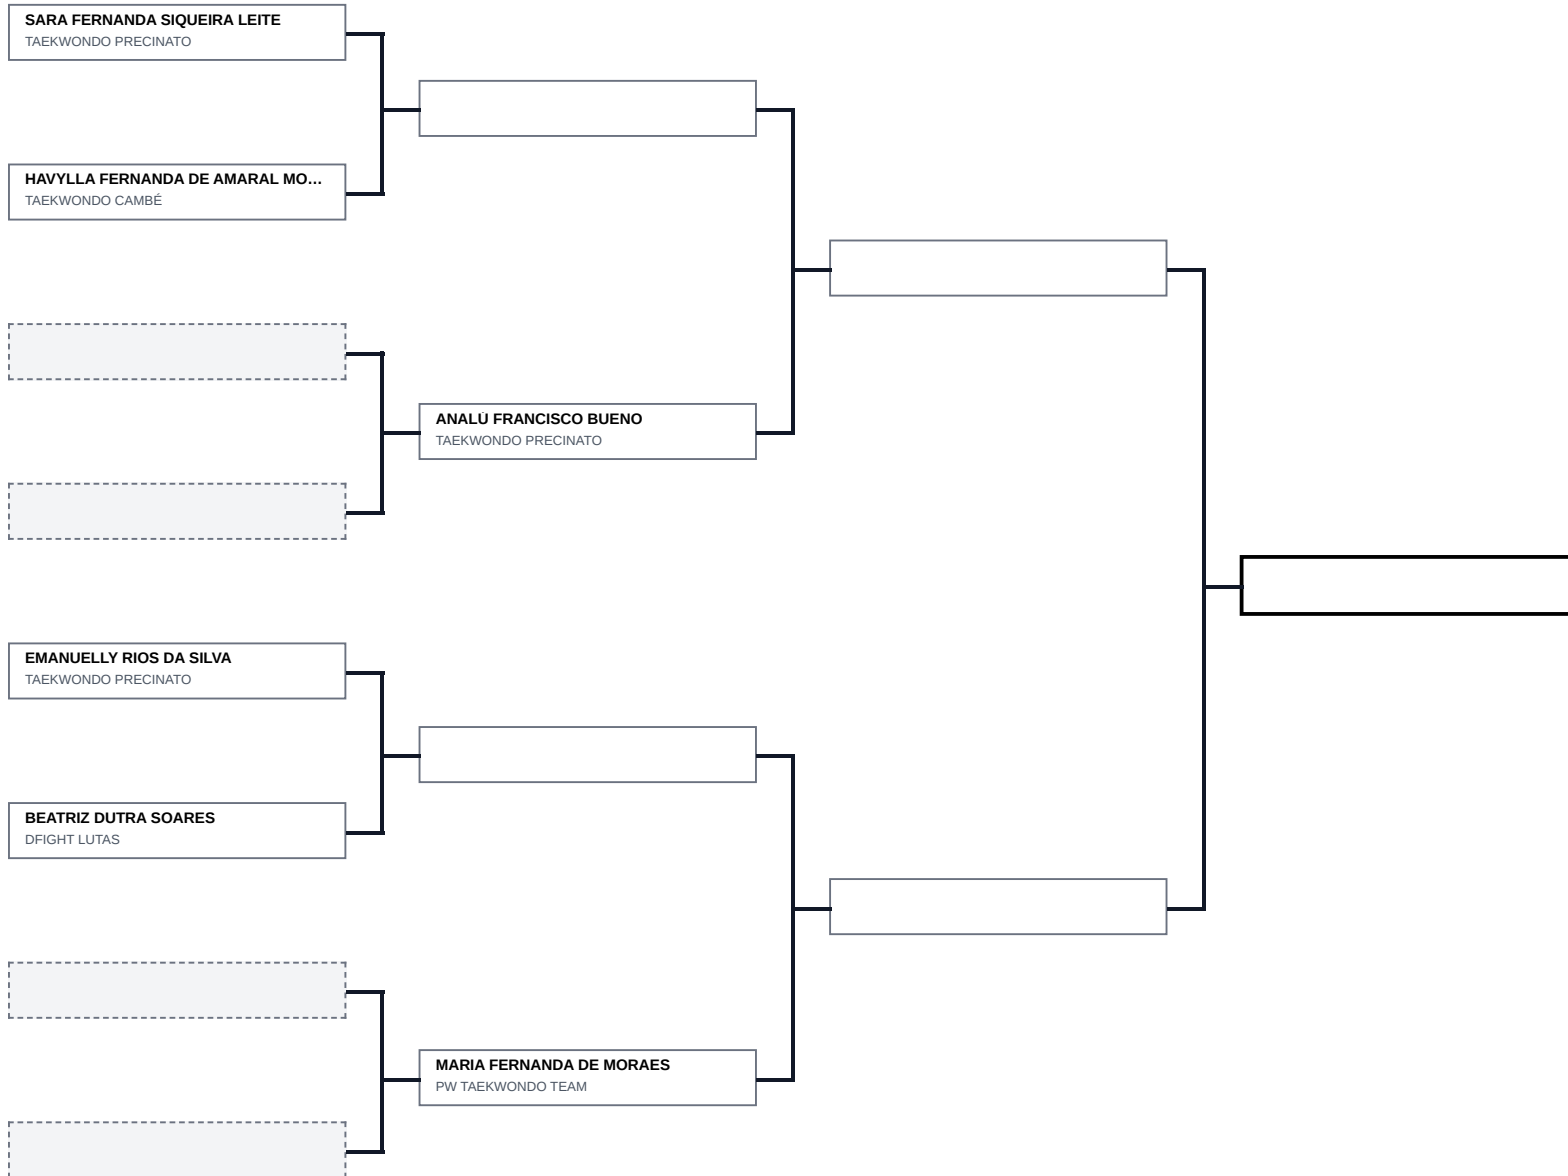 SARA FERNANDA SIQUEIRA LEITE
TAEKWONDO PRECINATO
HAVYLLA FERNANDA DE AMARAL MO...
TAEKWONDO CAMBÉ
ANALÚ FRANCISCO BUENO
TAEKWONDO PRECINATO
EMANUELLY RIOS DA SILVA
TAEKWONDO PRECINATO
BEATRIZ DUTRA SOARES
DFIGHT LUTAS
MARIA FERNANDA DE MORAES
PW TAEKWONDO TEAM